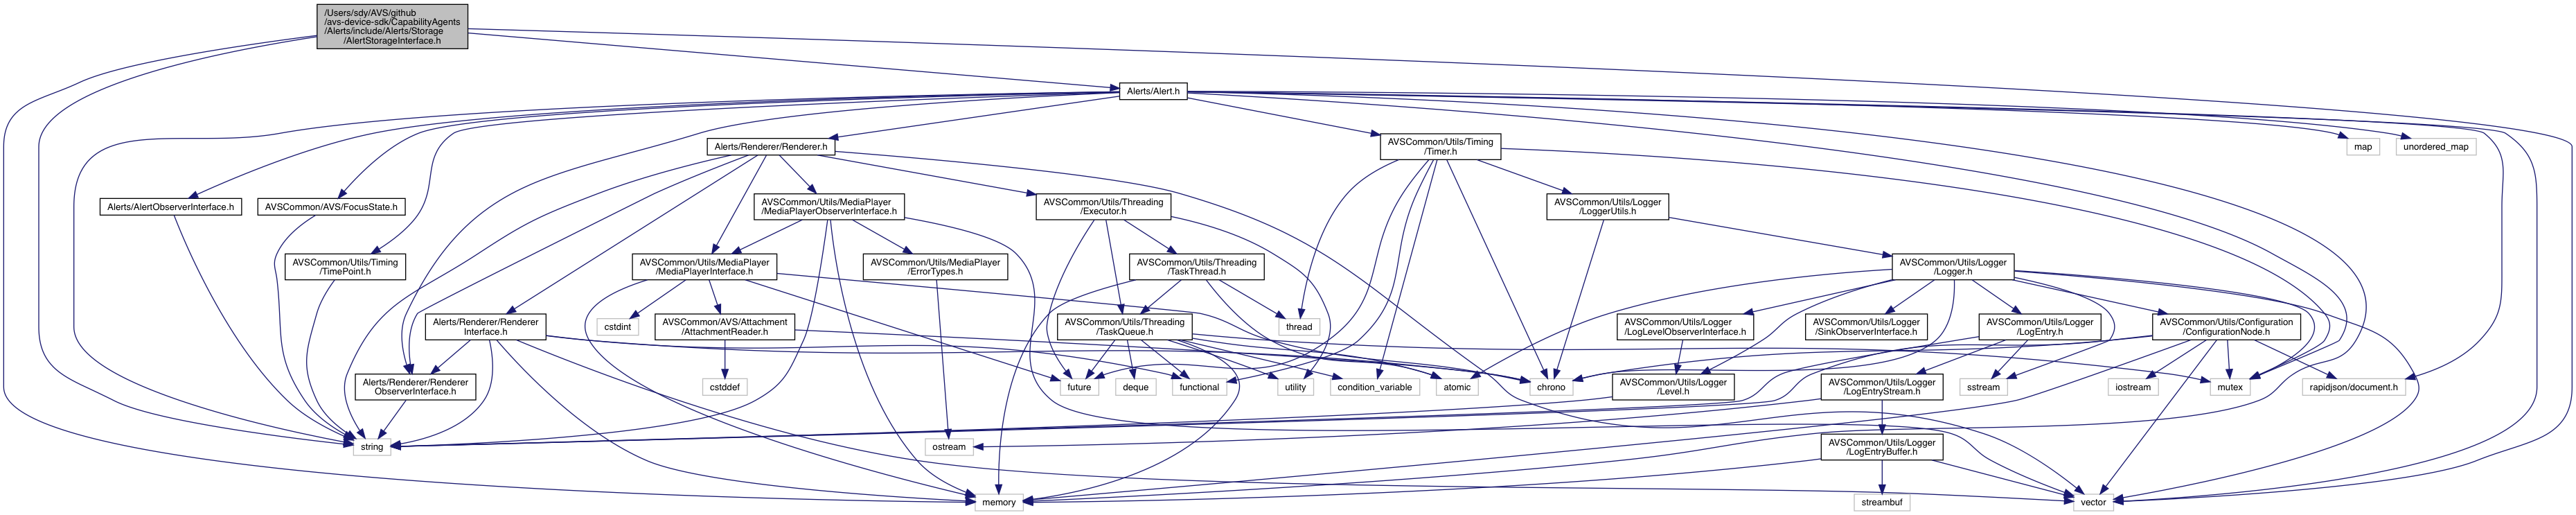 /Users/sdy/AVS/github
/avs-device-sdk/CapabilityAgents
/Alerts/include/Alerts/Storage
/AlertStorageInterface.h
Alerts/Alert.h
Alerts/Renderer/Renderer.h
AVSCommon/Utils/Timing
/Timer.h
map
unordered_map
Alerts/AlertObserverInterface.h
AVSCommon/AVS/FocusState.h
AVSCommon/Utils/MediaPlayer
/MediaPlayerObserverInterface.h
AVSCommon/Utils/Threading
/Executor.h
AVSCommon/Utils/Logger
/LoggerUtils.h
AVSCommon/Utils/Timing
/TimePoint.h
AVSCommon/Utils/MediaPlayer
/MediaPlayerInterface.h
AVSCommon/Utils/MediaPlayer
/ErrorTypes.h
AVSCommon/Utils/Threading
/TaskThread.h
AVSCommon/Utils/Logger
/Logger.h
Alerts/Renderer/Renderer
Interface.h
cstdint
AVSCommon/AVS/Attachment
/AttachmentReader.h
AVSCommon/Utils/Threading
/TaskQueue.h
thread
AVSCommon/Utils/Logger
/LogLevelObserverInterface.h
AVSCommon/Utils/Logger
/SinkObserverInterface.h
AVSCommon/Utils/Logger
/LogEntry.h
AVSCommon/Utils/Configuration
/ConfigurationNode.h
Alerts/Renderer/Renderer
ObserverInterface.h
cstddef
future
deque
functional
utility
condition_variable
atomic
chrono
AVSCommon/Utils/Logger
/Level.h
AVSCommon/Utils/Logger
/LogEntryStream.h
sstream
iostream
mutex
rapidjson/document.h
string
ostream
AVSCommon/Utils/Logger
/LogEntryBuffer.h
memory
streambuf
vector